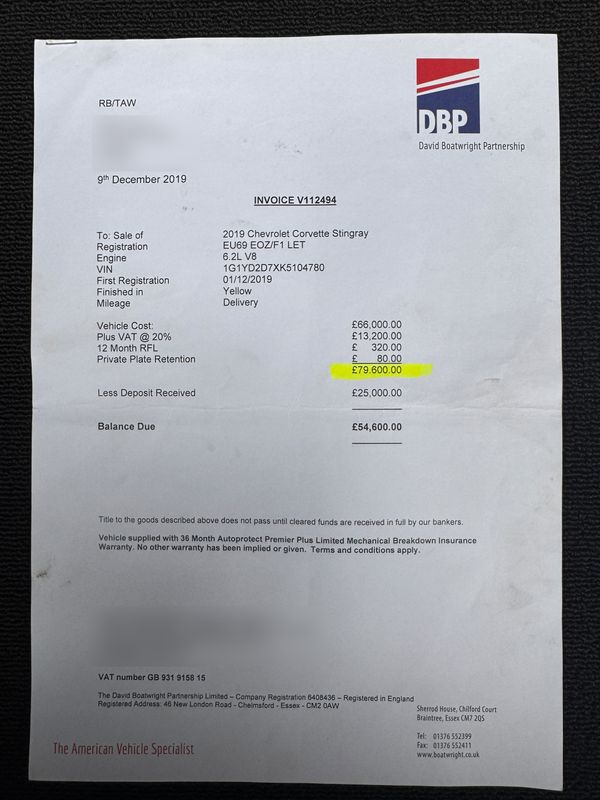 DBP
David Boatwright Partnership
RB/TAW
9th December 2019
INVOICE V112494
To: Sale of 2019 Chevrolet Corvette Stingray
Registration EU69 EOZ/F1 LET
Engine 6.2L V8
VIN 1G1YD2D7XK5104780
First Registration 01/12/2019
Finished in Yellow
Mileage Delivery
Vehicle Cost: £66,000.00
Plus VAT @ 20% £13,200.00
12 Month RFL £ 320.00
Private Plate Retention £ 80.00
£79.600.00
Less Deposit Received £25,000.00
Balance Due £54,600.00
Title to the goods described above does not pass until cleared funds are received in full by our bankers.
Vehicle supplied with 36 Month Autoprotect Premier Plus Limited Mechanical Breakdown Insurance
Warranty. No other warranty has been implied or given. Terms and conditions apply.
VAT number GB 931 9158 15
The David Boatwright Partnership Limited – Company Registration 6408436 – Registered in England
Registered Address: 46 New London Road - Chelmsford - Essex - CM2 0AW
Sherrod House, Chilford Court
Braintree, Essex CM7 2QS
Tel: 01376 552399
Fax: 01376 552411
www.boatwright.co.uk
The American Vehicle Specialist